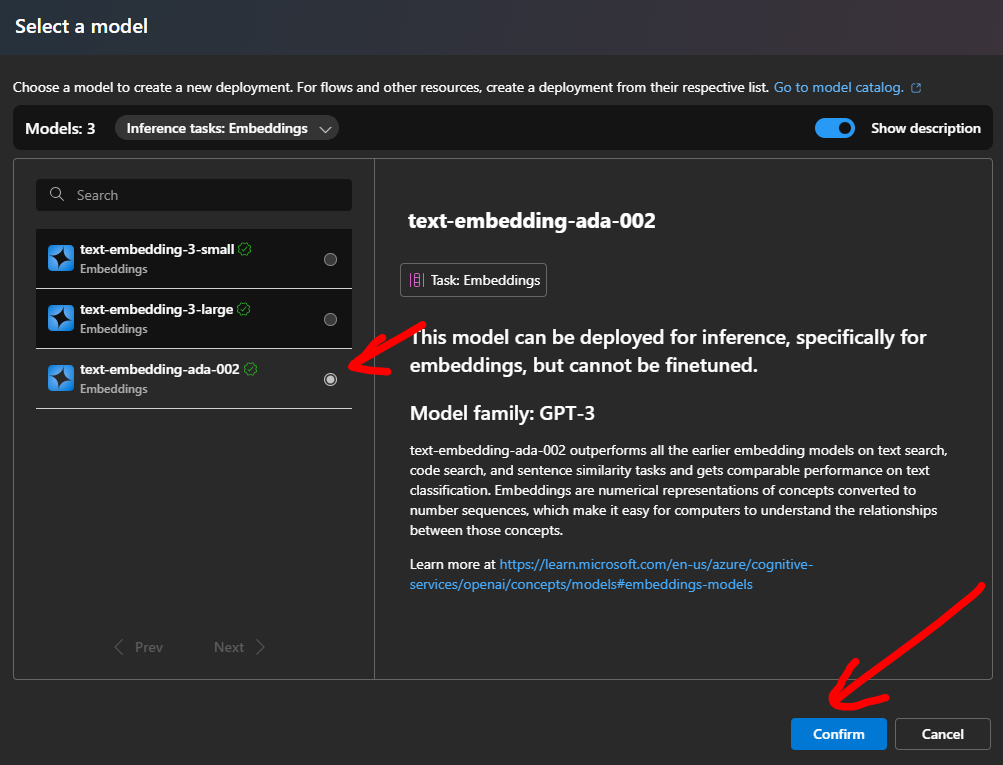 Select a model
Choose a model to create a new deployment. For flows and other resources, create a deployment from their respective list. Go to model catalog.
Models: 3
Inference tasks: Embeddings
Show description
Search
text-embedding-3-small
Embeddings
text-embedding-3-large
Embeddings
text-embedding-ada-002
Embeddings
Prev
Next
text-embedding-ada-002
Task: Embeddings
This model can be deployed for inference, specifically for
embeddings, but cannot be finetuned.
Model family: GPT-3
text-embedding-ada-002 outperforms all the earlier embedding models on text search,
code search, and sentence similarity tasks and gets comparable performance on text
classification. Embeddings are numerical representations of concepts converted to
number sequences, which make it easy for computers to understand the relationships
between those concepts.
Learn more at https://learn.microsoft.com/en-us/azure/cognitive-
services/openai/concepts/models#embeddings-models
Confirm
Cancel